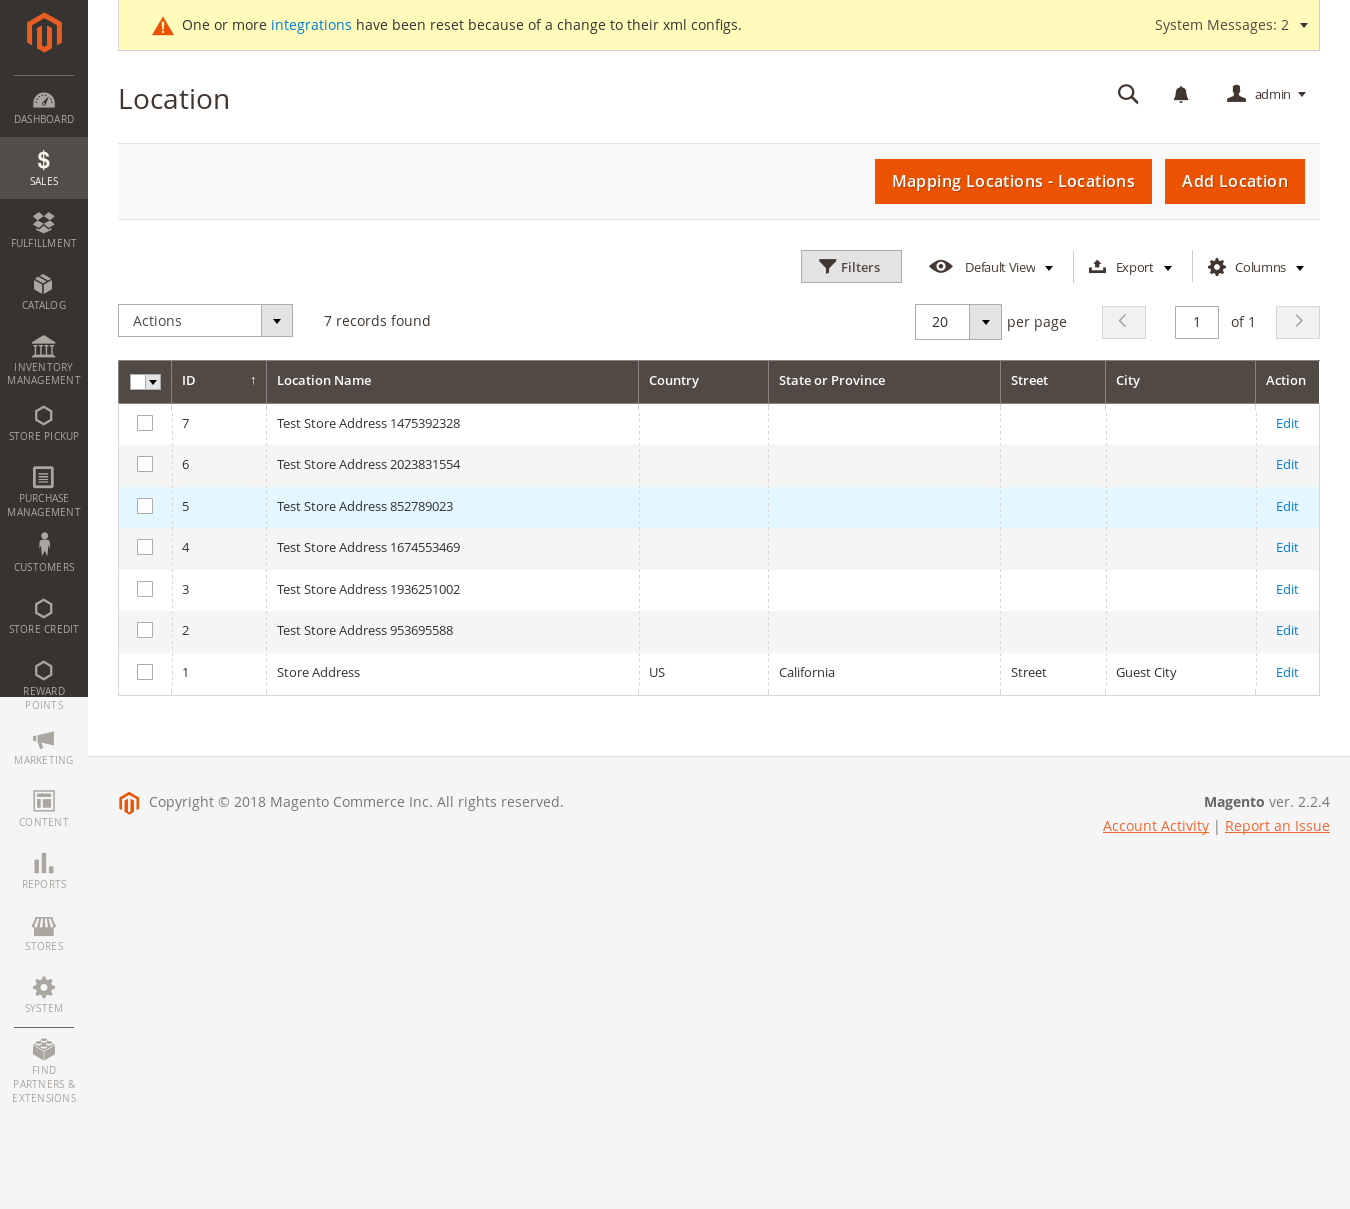 One or more integrations have been reset because of a change to their xml configs.
System Messages: 2
Location
admin
DASHBOARD
SALES
FULFILLMENT
CATALOG
INVENTORY
MANAGEMENT
STORE PICKUP
PURCHASE
MANAGEMENT
CUSTOMERS
STORE CREDIT
REWARD
POINTS
MARKETING
CONTENT
REPORTS
STORES
SYSTEM
FIND
PARTNERS &
EXTENSIONS
Mapping Locations - Locations
Add Location
Filters
Default View
Export
Columns
Actions
7 records found
20 per page
1 of 1
ID ↑ Location Name Country State or Province Street City Action
7 Test Store Address 1475392328 Edit
6 Test Store Address 2023831554 Edit
5 Test Store Address 852789023 Edit
4 Test Store Address 1674553469 Edit
3 Test Store Address 1936251002 Edit
2 Test Store Address 953695588 Edit
1 Store Address US California Street Guest City Edit
Copyright © 2018 Magento Commerce Inc. All rights reserved.
Magento ver. 2.2.4
Account Activity | Report an Issue